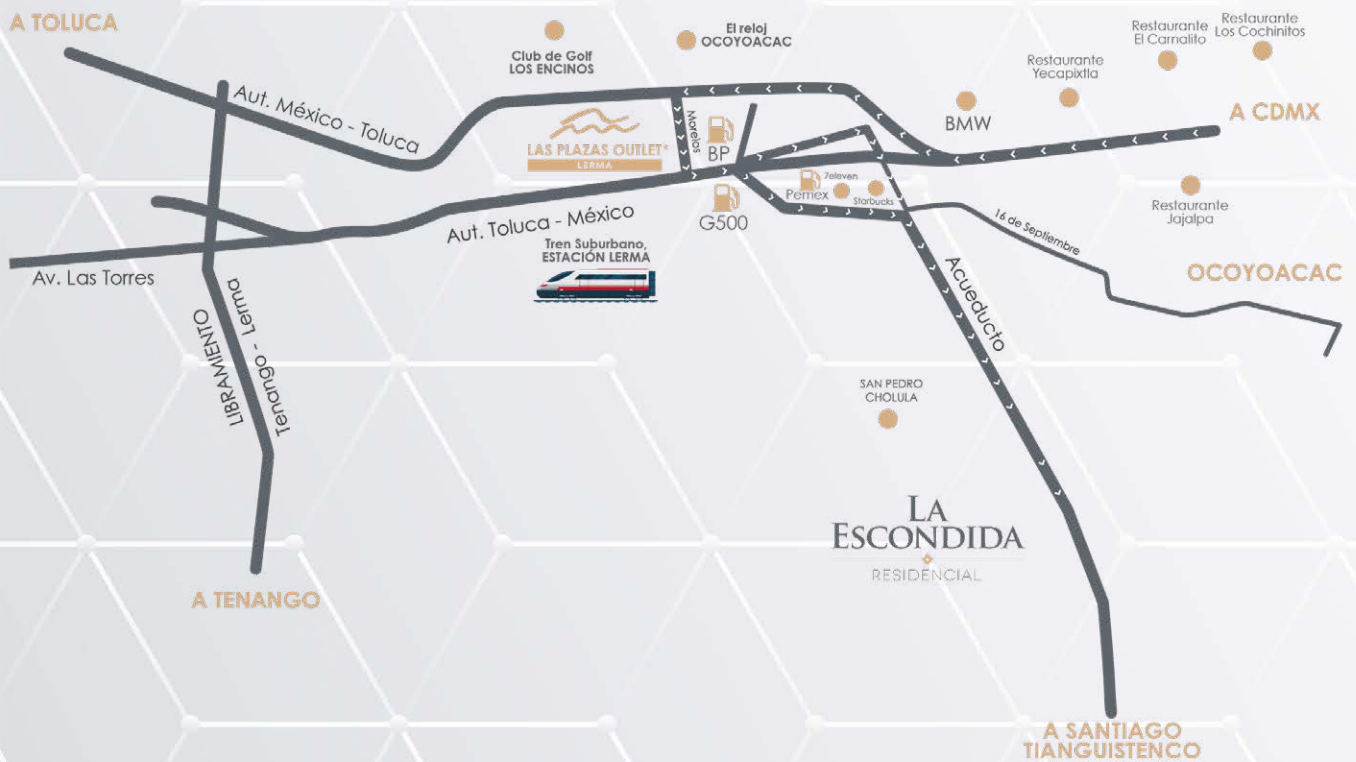 A TOLUCA
Club de Golf
LOS ENCINOS
El reloj
OCOYOACAC
Restaurante
El Carnalito
Restaurante
Los Cochinitos
Restaurante
Yecapixtla
BMW
A CDMX
Aut. México - Toluca
LAS PLAZAS OUTLET®
LERMA
Morelos
BP
G500
Pemex
7eleven
Starbucks
Restaurante
Jajalpa
16 de Septiembre
OCOYOACAC
Aut. Toluca - México
Tren Suburbano,
ESTACIÓN LERMA
Av. Las Torres
LIBRAMIENTO
Tenango - Lerma
Acueducto
SAN PEDRO
CHOLULA
LA
ESCONDIDA
RESIDENCIAL
A TENANGO
A SANTIAGO
TIANGUISTENCO